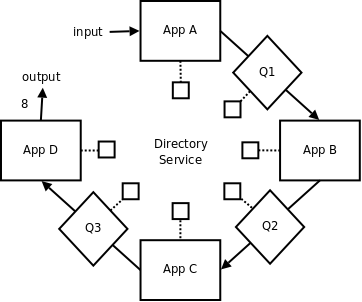 input
App A
Q1
output
8
App D
Directory
Service
App B
Q3
Q2
App C